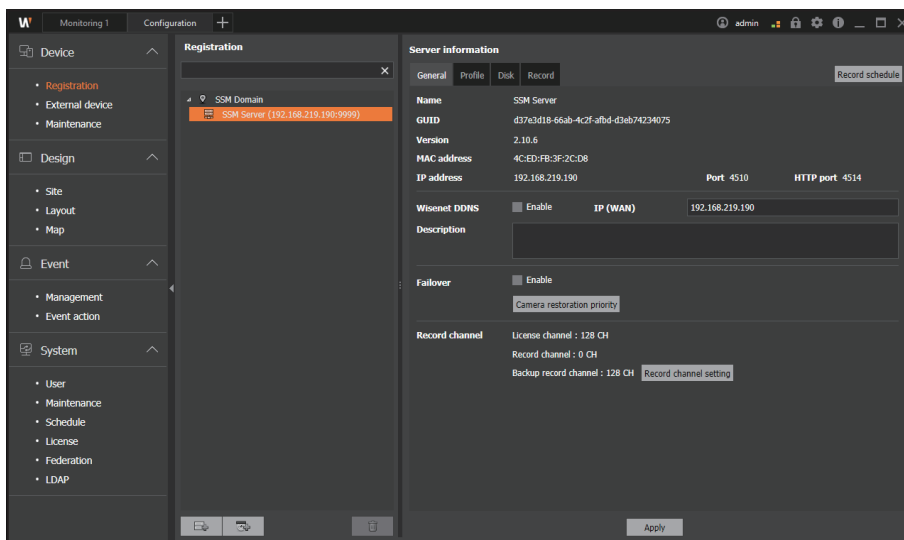 W Monitoring 1 Configuration admin
Device
Registration
External device
Maintenance
Design
Site
Layout
Map
Event
Management
Event action
System
User
Maintenance
Schedule
License
Federation
LDAP
Registration
SSM Domain
SSM Server (192.168.219.190:9999)
Server information
General Profile Disk Record Record schedule
Name SSM Server
GUID d37e3d18-66ab-4c2f-afbd-d3eb74234075
Version 2.10.6
MAC address 4C:ED:FB:3F:2C:D8
IP address 192.168.219.190 Port 4510 HTTP port 4514
Wisenet DDNS Enable IP (WAN) 192.168.219.190
Description
Failover Enable
Camera restoration priority
Record channel License channel : 128 CH
Record channel : 0 CH
Backup record channel : 128 CH Record channel setting
Apply